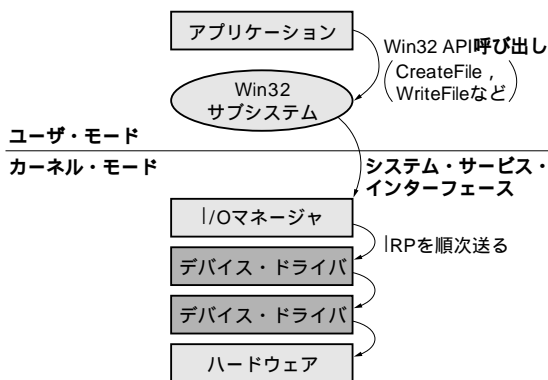 アプリケーション
Win32 API呼び出し
(CreateFile，
WriteFileなど)
Win32
サブシステム
ユーザ・モード
カーネル・モード
システム・サービス・
インターフェース
I/Oマネージャ
IRPを順次送る
デバイス・ドライバ
デバイス・ドライバ
ハードウェア